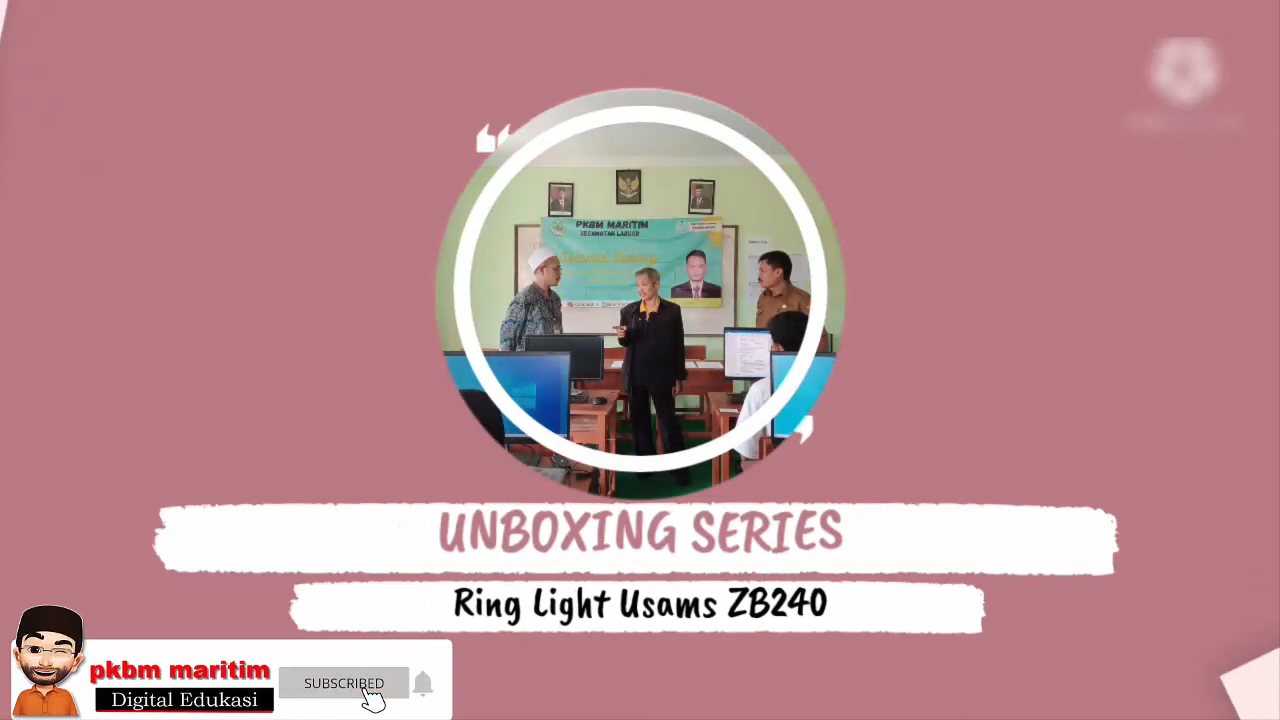 PKBM MARITIM
KECAMATAN LABUAN
UNBOXING SERIES
Ring Light Usams ZB240
pkbm maritim
SUBSCRIBED
Digital Edukasi